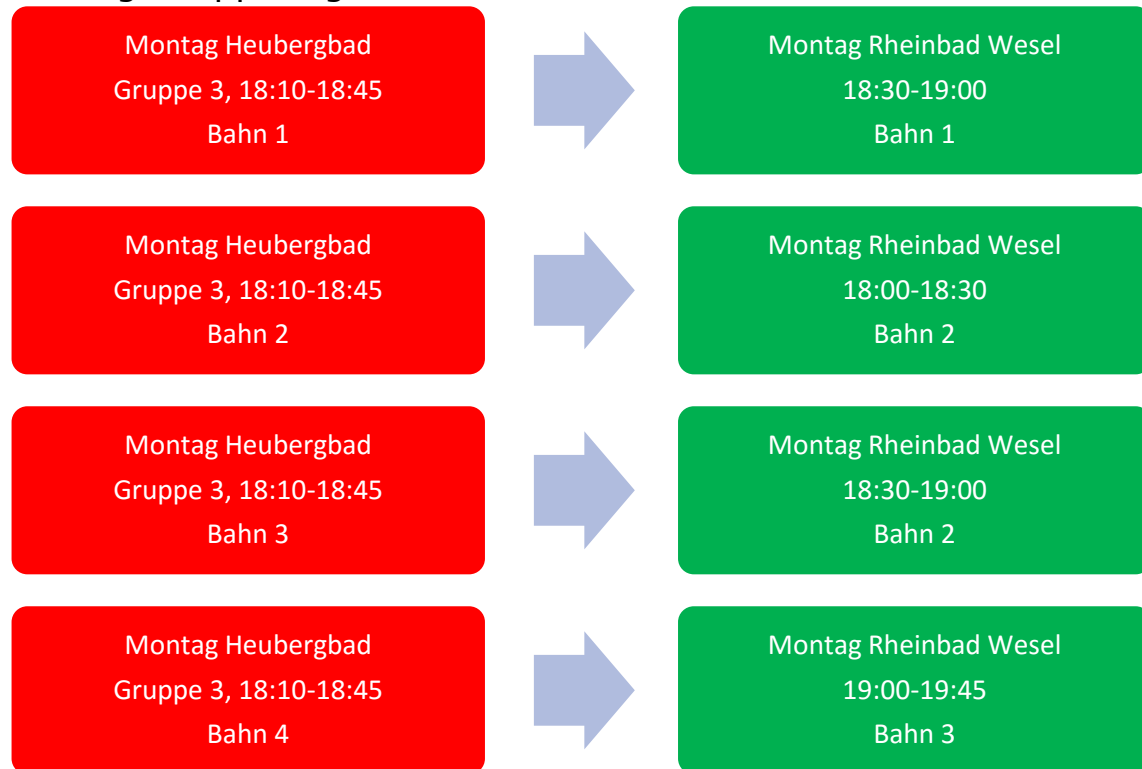 Montag Heubergbad
Gruppe 3, 18:10-18:45
Bahn 1
Montag Rheinbad Wesel
18:30-19:00
Bahn 1
Montag Heubergbad
Gruppe 3, 18:10-18:45
Bahn 2
Montag Rheinbad Wesel
18:00-18:30
Bahn 2
Montag Heubergbad
Gruppe 3, 18:10-18:45
Bahn 3
Montag Rheinbad Wesel
18:30-19:00
Bahn 2
Montag Heubergbad
Gruppe 3, 18:10-18:45
Bahn 4
Montag Rheinbad Wesel
19:00-19:45
Bahn 3